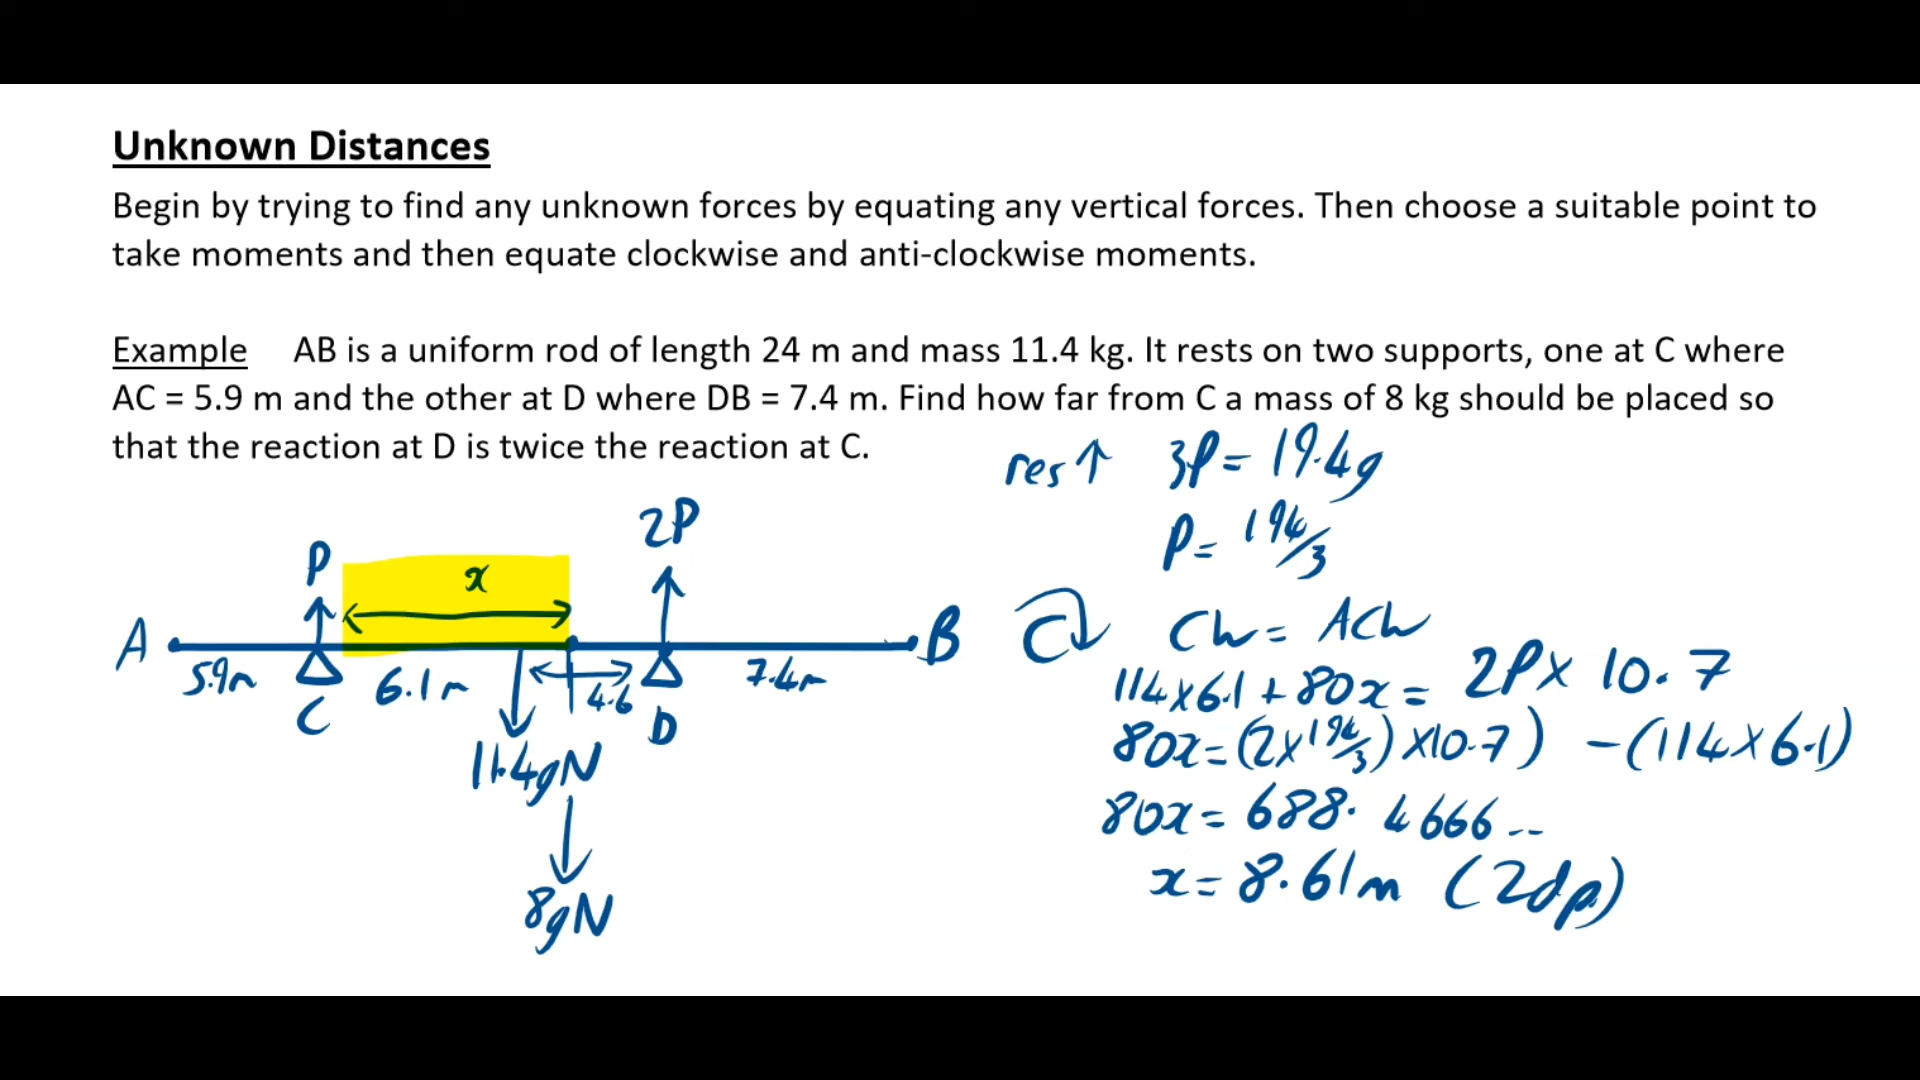 Unknown Distances
Begin by trying to find any unknown forces by equating any vertical forces. Then choose a suitable point to
take moments and then equate clockwise and anti-clockwise moments.
Example AB is a uniform rod of length 24 m and mass 11.4 kg. It rests on two supports, one at C where
AC = 5.9 m and the other at D where DB = 7.4 m. Find how far from C a mass of 8 kg should be placed so
that the reaction at D is twice the reaction at C.
res ↑ 3P = 19.4g
P = 194/3
P
x
2P
A
B
5.9m
6.1m
4.6
7.4m
C
D
11.4gN
8gN
C
CW = ACW
114×6.1 + 80x = 2P × 10.7
80x = (2×194/3) ×10.7) - (114×6.1)
80x = 688.4666...
x = 8.61m (2dp)